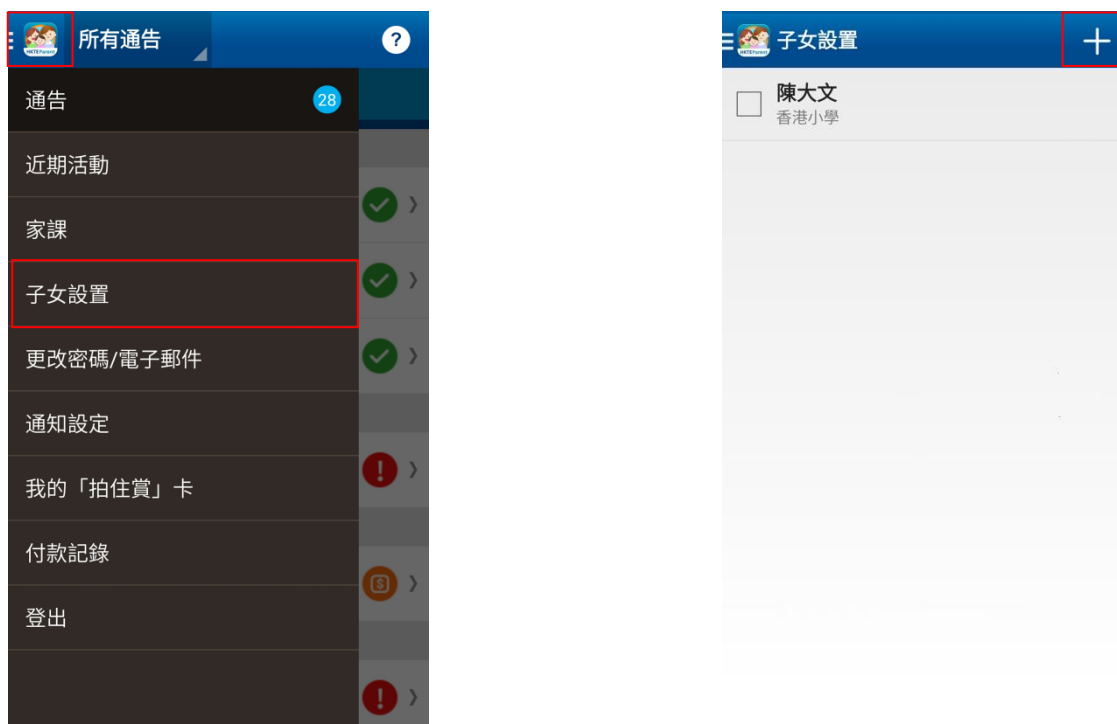 所有通告
?
通告
28
近期活動
家課
子女設置
更改密碼/電子郵件
通知設定
我的「拍住賞」卡
付款記錄
登出
子女設置
陳大文
香港小學